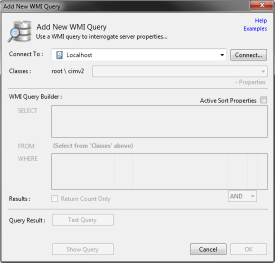 Add New WMI Query
Help
Add New WMI Query
Examples
Use a WMI query to interrogate server properties...
Connect To : Localhost Connect...
Classes : root \ cimv2
- Properties
WMI Query Builder : Active Sort Properties
SELECT
FROM (Select from 'Classes' above)
WHERE
Results : Return Count Only AND
Query Result : Test Query
Show Query Cancel OK